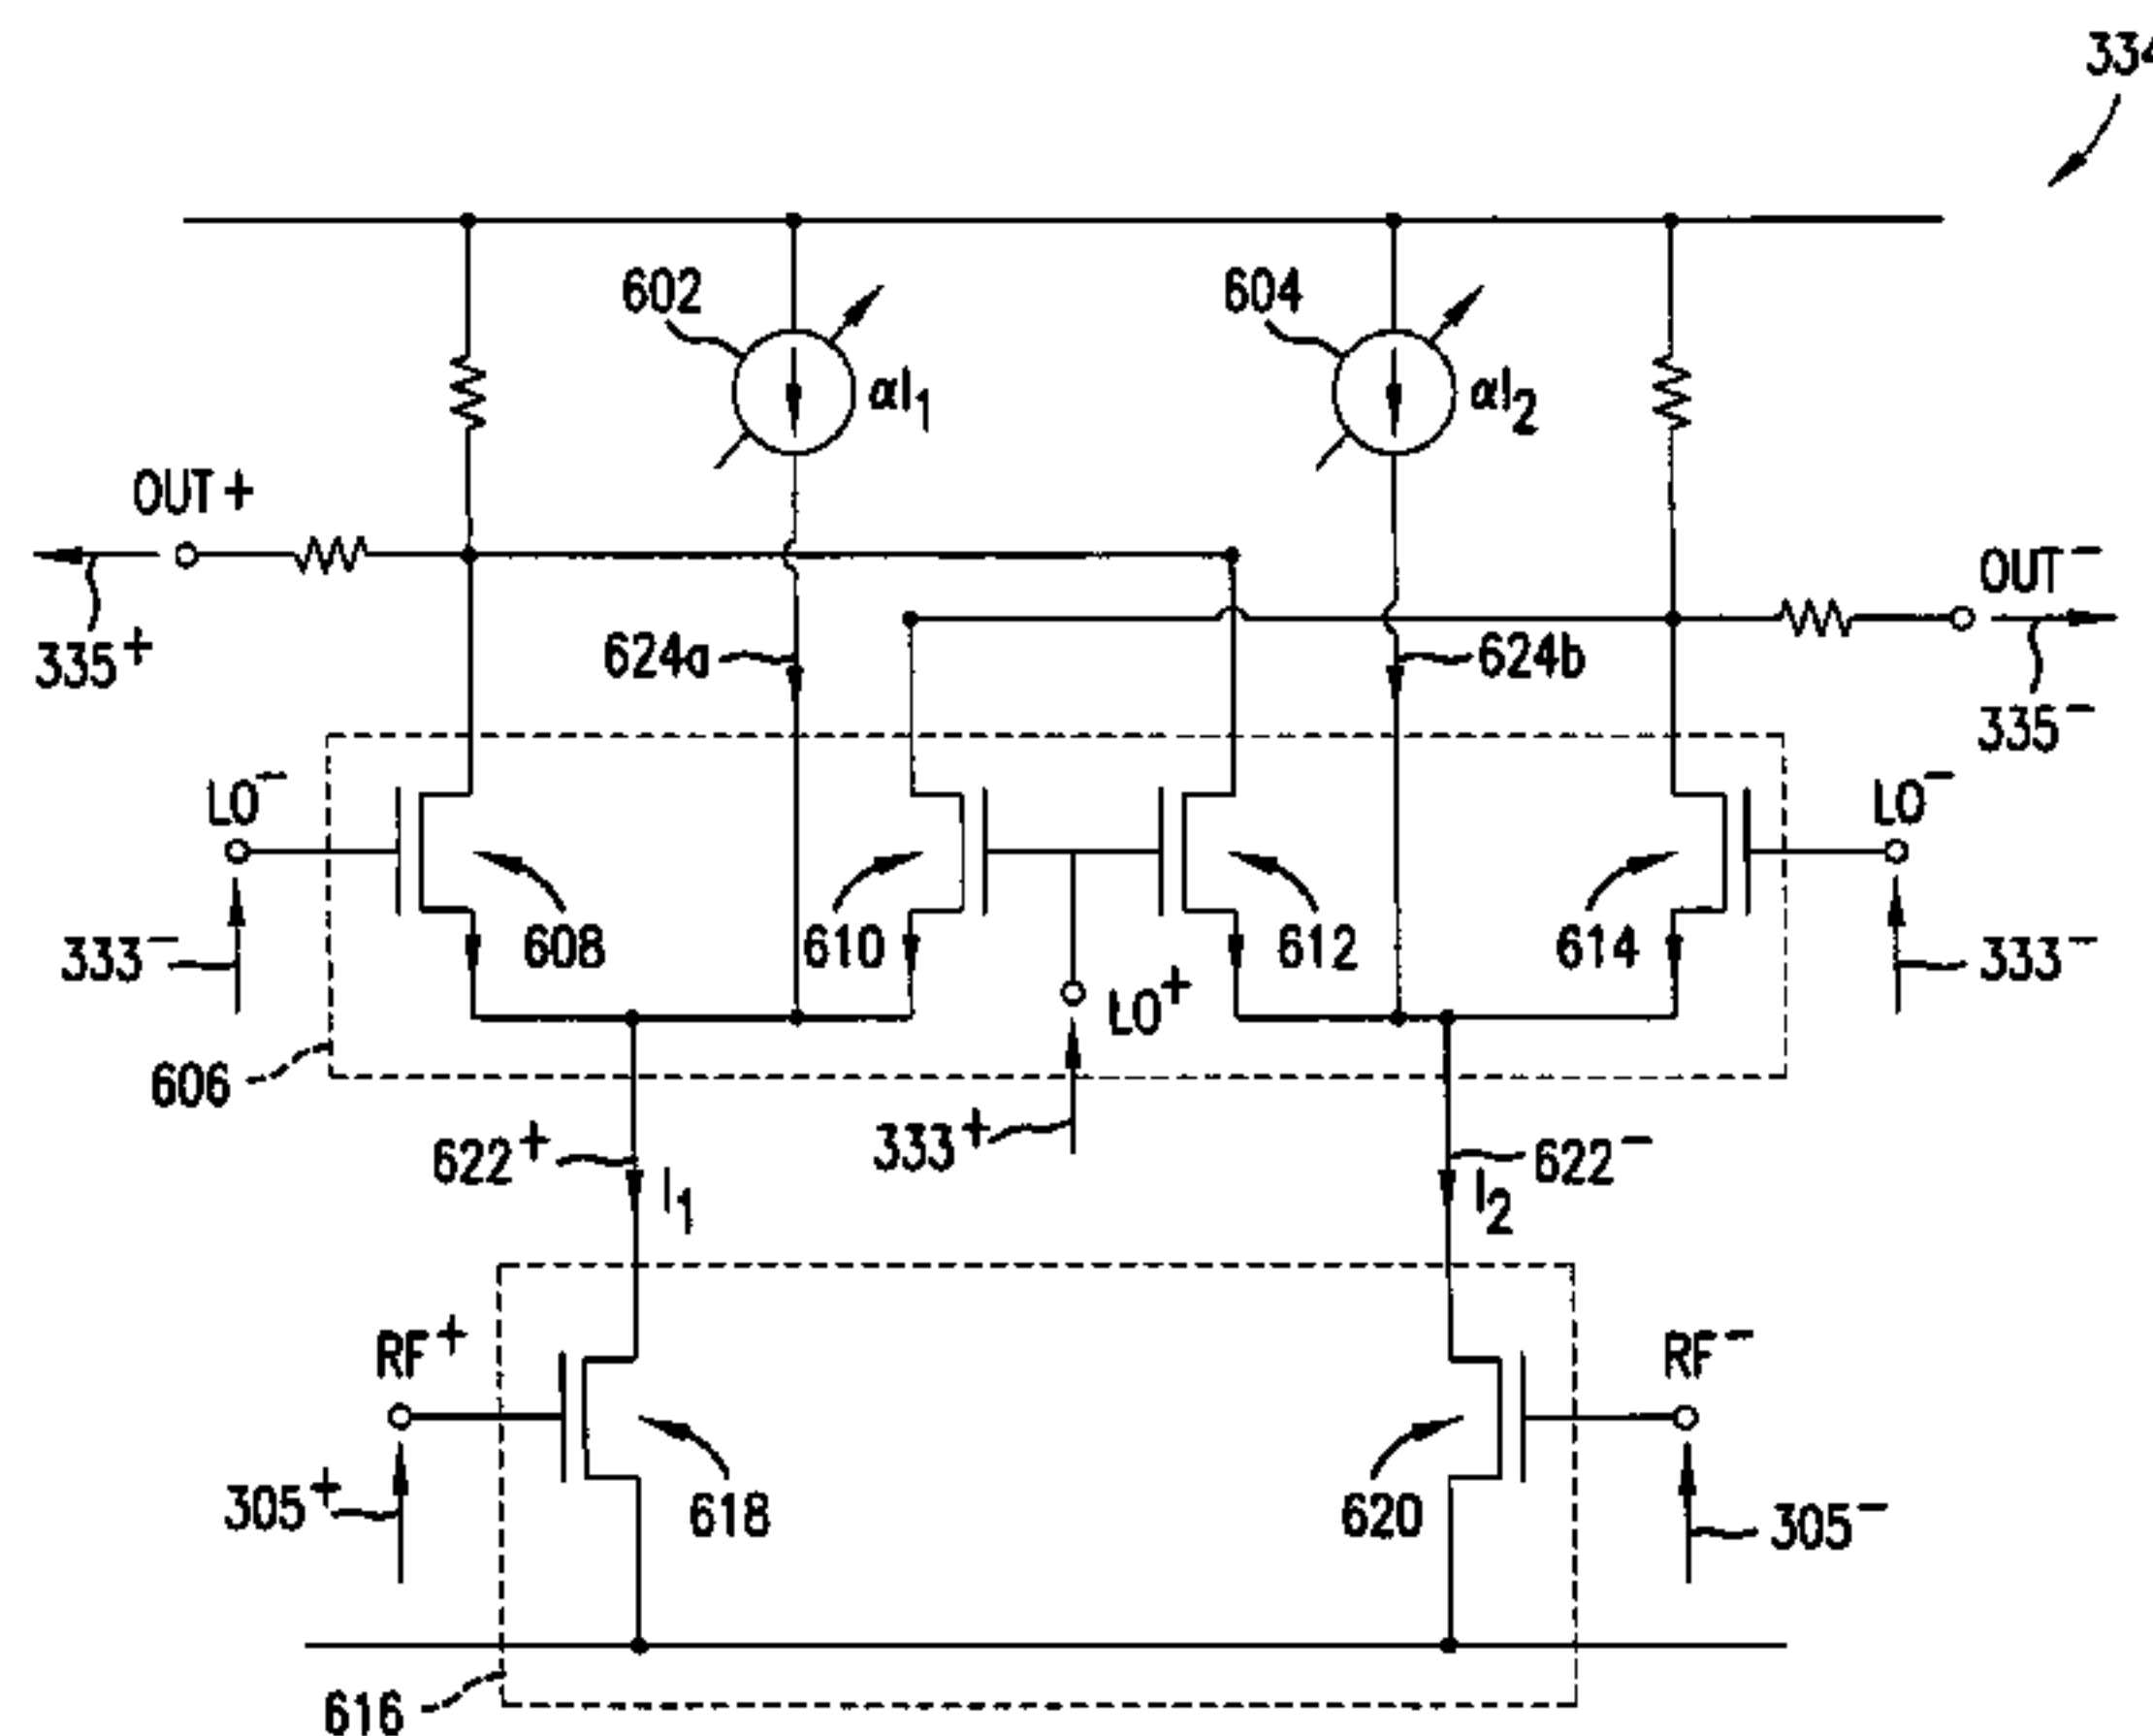 334
602
αI1
604
αI2
OUT+
335+
OUT-
335-
624a
624b
LO-
333-
608
610
LO+
333+
612
614
LO-
333-
606
622+
I1
622-
I2
RF+
305+
618
620
RF-
305-
616